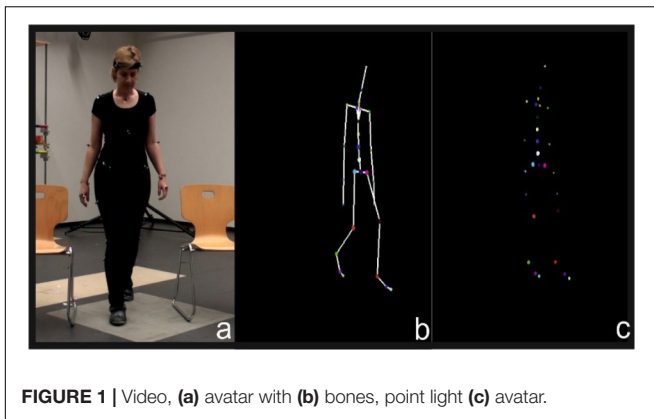 a
b
c
FIGURE 1 | Video, (a) avatar with (b) bones, point light (c) avatar.